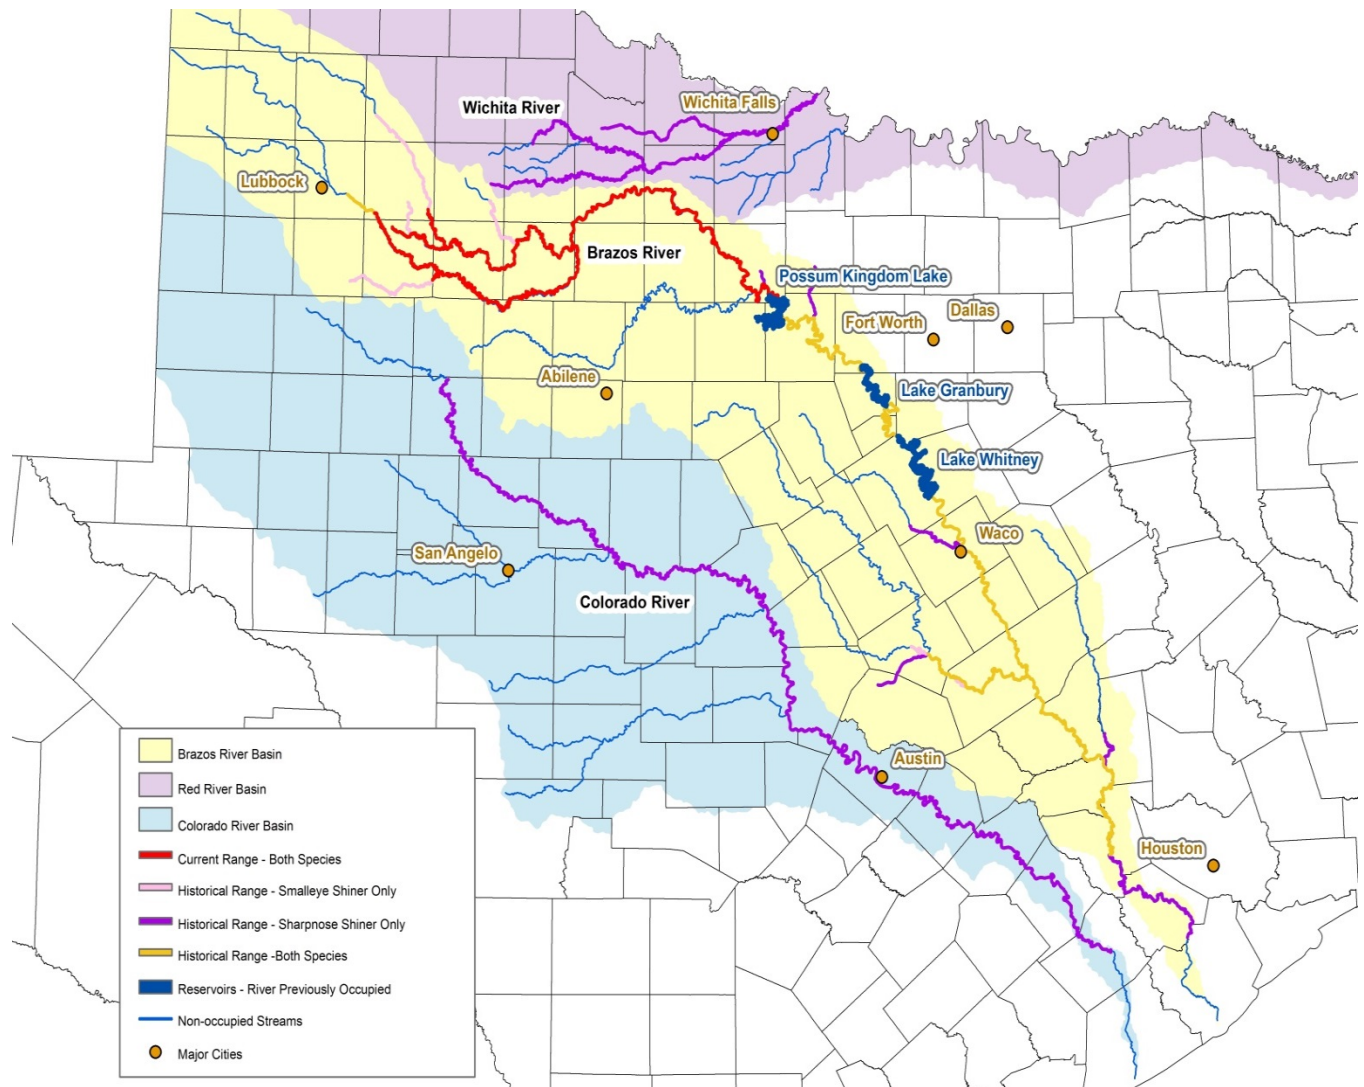 Wichita River
Wichita Falls
Lubbock
Brazos River
Possum Kingdom Lake
Fort Worth
Dallas
Abilene
Lake Granbury
Lake Whitney
Waco
San Angelo
Colorado River
Austin
Houston
Brazos River Basin
Red River Basin
Colorado River Basin
Current Range - Both Species
Historical Range - Smalleye Shiner Only
Historical Range - Sharpnose Shiner Only
Historical Range -Both Species
Reservoirs - River Previously Occupied
Non-occupied Streams
Major Cities